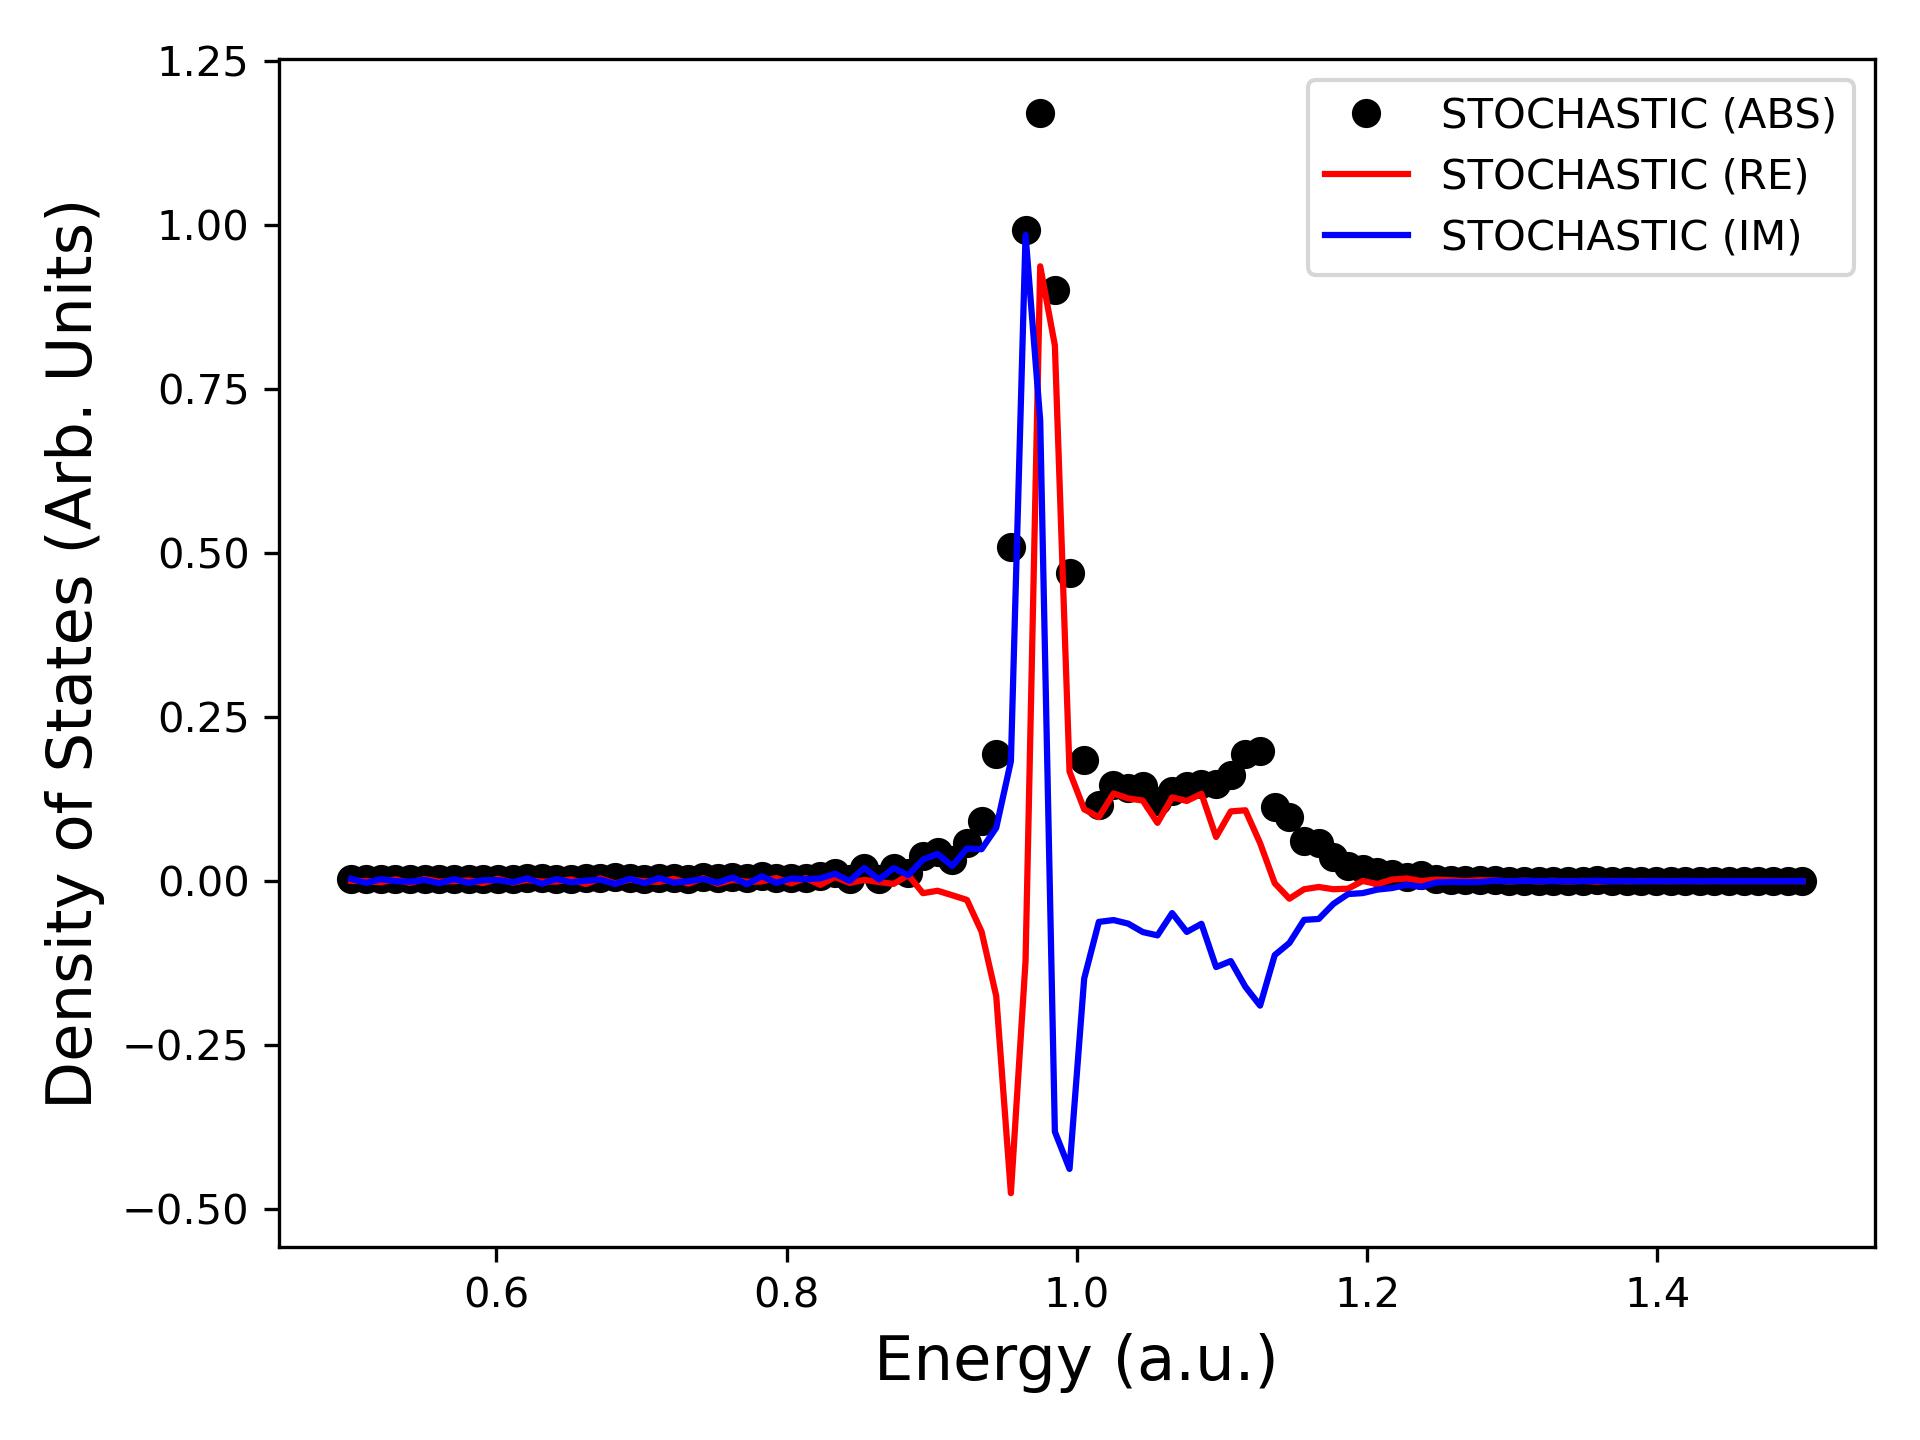 1.25
1.00
0.75
0.50
0.25
0.00
−0.25
−0.50
Density of States (Arb. Units)
STOCHASTIC (ABS)
STOCHASTIC (RE)
STOCHASTIC (IM)
0.6 0.8 1.0 1.2 1.4
Energy (a.u.)